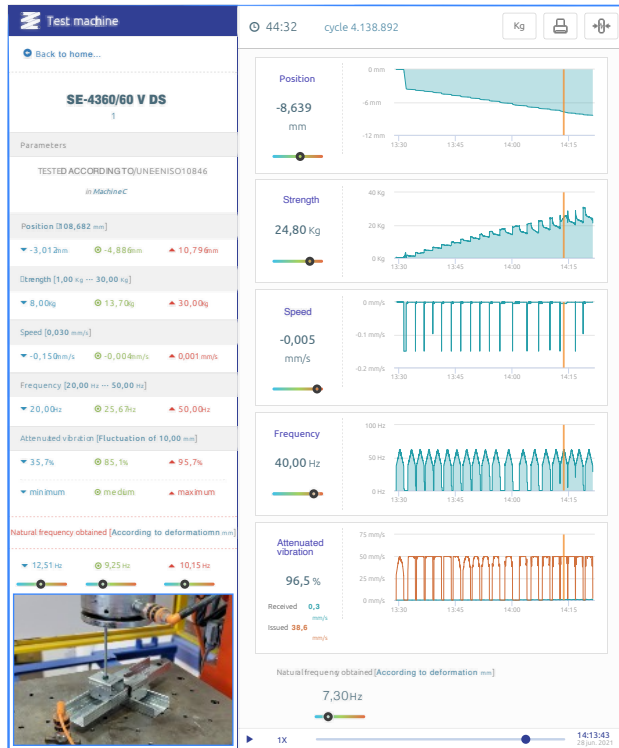 Test machine
Back to home...
SE-4360/60 V DS
1
Parameters
TESTED ACCORDING TO/UNEENISO10846
in MachineC
Position [308,682 mm]
-3,012mm -4,886mm 10,796mm
Strength [1,00 Kg --- 30,00 Kg]
8,00Kg 13,70Kg 30,00Kg
Speed [0,030 mm/s]
-0,150mm/s -0,004mm/s 0,001 mm/s
Frequency [20,00 Hz --- 50,00 Hz]
20,00Hz 25,67Hz 50,00Hz
Attenuated vibration [Fluctuation of 10,00 mm]
35,7% 85,1% 95,7%
minimum medium maximum
Natural frequency obtained [According to deformatiomn mm]
12,51 Hz 9,25 Hz 10,15 Hz
44:32 cycle 4.138.892 Kg
Position
-8,639
mm
0 mm
-6 mm
-12 mm
13:30 13:45 14:00 14:15
Strength
24,80 Kg
40 Kg
20 Kg
0 Kg
13:30 13:45 14:00 14:15
Speed
-0,005
mm/s
0 mm/s
-0.1 mm/s
-0.2 mm/s
13:30 13:45 14:00 14:15
Frequency
40,00 Hz
100 Hz
50 Hz
0 Hz
13:30 13:45 14:00 14:15
Attenuated
vibration
96,5 %
Received 0,3
mm/s
Issued 38,6
mm/s
75 mm/s
50 mm/s
25 mm/s
0 mm/s
13:30 13:45 14:00 14:15
Natural frequeny obtained [According to deformation mm]
7,30Hz
1X
14:13:43
28 jun. 2021